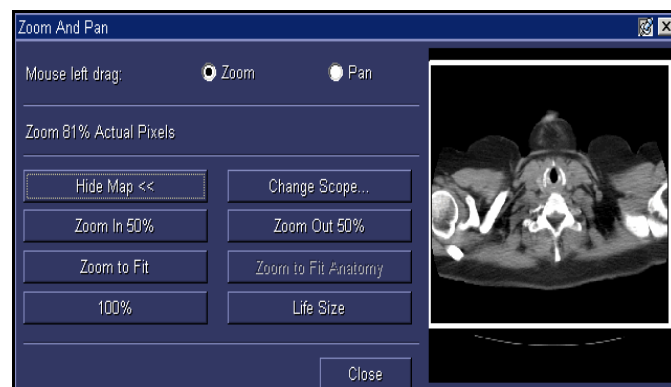 Zoom And Pan
Mouse left drag: Zoom Pan
Zoom 81% Actual Pixels
Hide Map << Change Scope...
Zoom In 50% Zoom Out 50%
Zoom to Fit Zoom to Fit Anatomy
100% Life Size
Close